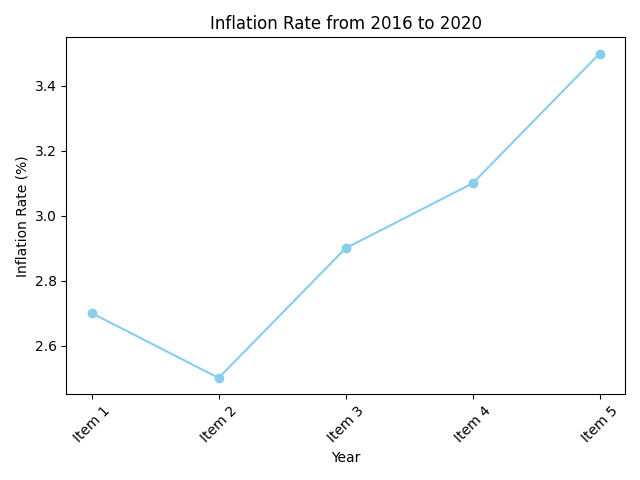 Inflation Rate from 2016 to 2020
Inflation Rate (%)
3.4
3.2
3.0
2.8
2.6
Item 1
Item 2
Item 3
Item 4
Item 5
Year